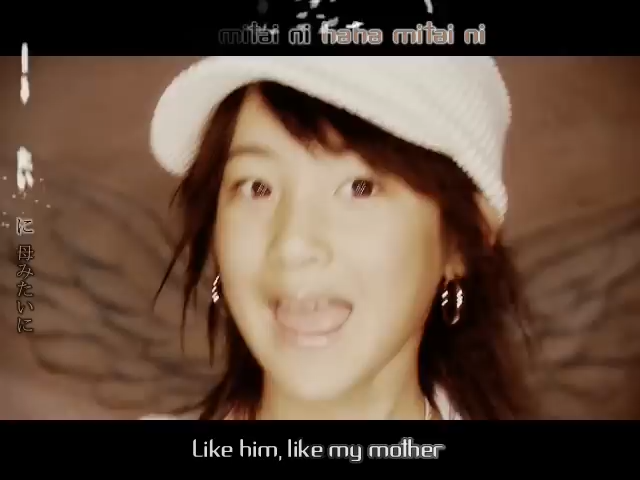 mitai ni haha mitai ni
に 母みたいに
Like him, like my mother